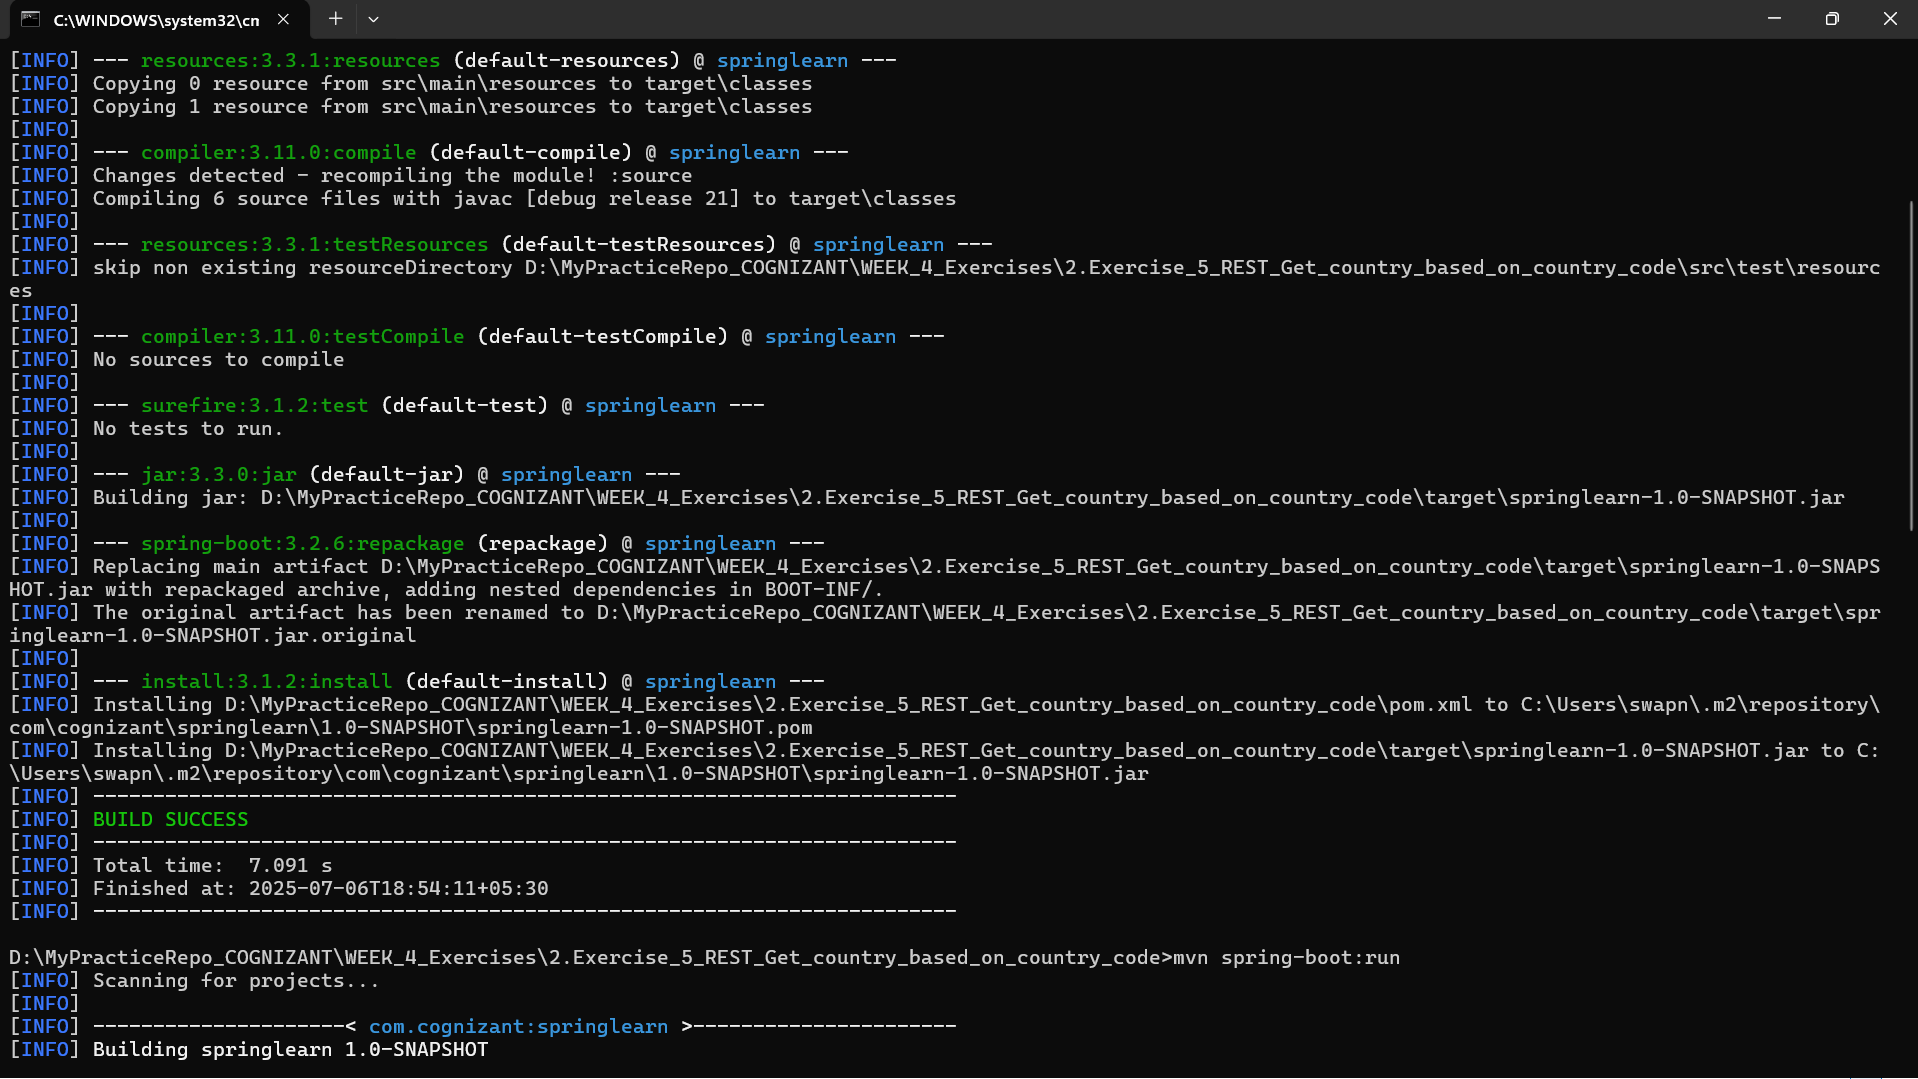 C:\WINDOWS\system32\cn
[INFO] --- resources:3.3.1:resources (default-resources) @ springlearn ---
[INFO] Copying 0 resource from src\main\resources to target\classes
[INFO] Copying 1 resource from src\main\resources to target\classes
[INFO]
[INFO] --- compiler:3.11.0:compile (default-compile) @ springlearn ---
[INFO] Changes detected - recompiling the module! :source
[INFO] Compiling 6 source files with javac [debug release 21] to target\classes
[INFO]
[INFO] --- resources:3.3.1:testResources (default-testResources) @ springlearn ---
[INFO] skip non existing resourceDirectory D:\MyPracticeRepo_COGNIZANT\WEEK_4_Exercises\2.Exercise_5_REST_Get_country_based_on_country_code\src\test\resourc
es
[INFO]
[INFO] --- compiler:3.11.0:testCompile (default-testCompile) @ springlearn ---
[INFO] No sources to compile
[INFO]
[INFO] --- surefire:3.1.2:test (default-test) @ springlearn ---
[INFO] No tests to run.
[INFO]
[INFO] --- jar:3.3.0:jar (default-jar) @ springlearn ---
[INFO] Building jar: D:\MyPracticeRepo_COGNIZANT\WEEK_4_Exercises\2.Exercise_5_REST_Get_country_based_on_country_code\target\springlearn-1.0-SNAPSHOT.jar
[INFO]
[INFO] --- spring-boot:3.2.6:repackage (repackage) @ springlearn ---
[INFO] Replacing main artifact D:\MyPracticeRepo_COGNIZANT\WEEK_4_Exercises\2.Exercise_5_REST_Get_country_based_on_country_code\target\springlearn-1.0-SNAPS
HOT.jar with repackaged archive, adding nested dependencies in BOOT-INF/.
[INFO] The original artifact has been renamed to D:\MyPracticeRepo_COGNIZANT\WEEK_4_Exercises\2.Exercise_5_REST_Get_country_based_on_country_code\target\spr
inglearn-1.0-SNAPSHOT.jar.original
[INFO]
[INFO] --- install:3.1.2:install (default-install) @ springlearn ---
[INFO] Installing D:\MyPracticeRepo_COGNIZANT\WEEK_4_Exercises\2.Exercise_5_REST_Get_country_based_on_country_code\pom.xml to C:\Users\swapn\.m2\repository\
com\cognizant\springlearn\1.0-SNAPSHOT\springlearn-1.0-SNAPSHOT.pom
[INFO] Installing D:\MyPracticeRepo_COGNIZANT\WEEK_4_Exercises\2.Exercise_5_REST_Get_country_based_on_country_code\target\springlearn-1.0-SNAPSHOT.jar to C:
\Users\swapn\.m2\repository\com\cognizant\springlearn\1.0-SNAPSHOT\springlearn-1.0-SNAPSHOT.jar
[INFO] ------------------------------------------------------------------------
[INFO] BUILD SUCCESS
[INFO] ------------------------------------------------------------------------
[INFO] Total time:  7.091 s
[INFO] Finished at: 2025-07-06T18:54:11+05:30
[INFO] ------------------------------------------------------------------------
D:\MyPracticeRepo_COGNIZANT\WEEK_4_Exercises\2.Exercise_5_REST_Get_country_based_on_country_code>mvn spring-boot:run
[INFO] Scanning for projects...
[INFO]
[INFO] ---------------------< com.cognizant:springlearn >----------------------
[INFO] Building springlearn 1.0-SNAPSHOT